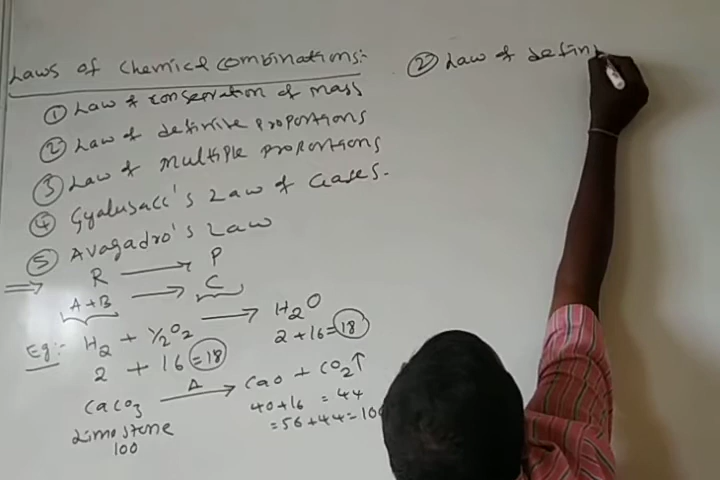 Laws of Chemical Combinations:-
① Law of conservation of mass
② Law of definite proportions
③ Law of multiple proportions
④ Gyalusacc's Law of Gases.
⑤ Avagadro's Law
⇒ R → P
A + B → C
Eg:- H₂ + ½O₂ → H₂O
2 + 16 = 18 2 + 16 = 18
CaCO₃ —Δ→ CaO + CO₂↑
Limestone 40+16 = 44
100 = 56 + 44 = 100
② Law of defin